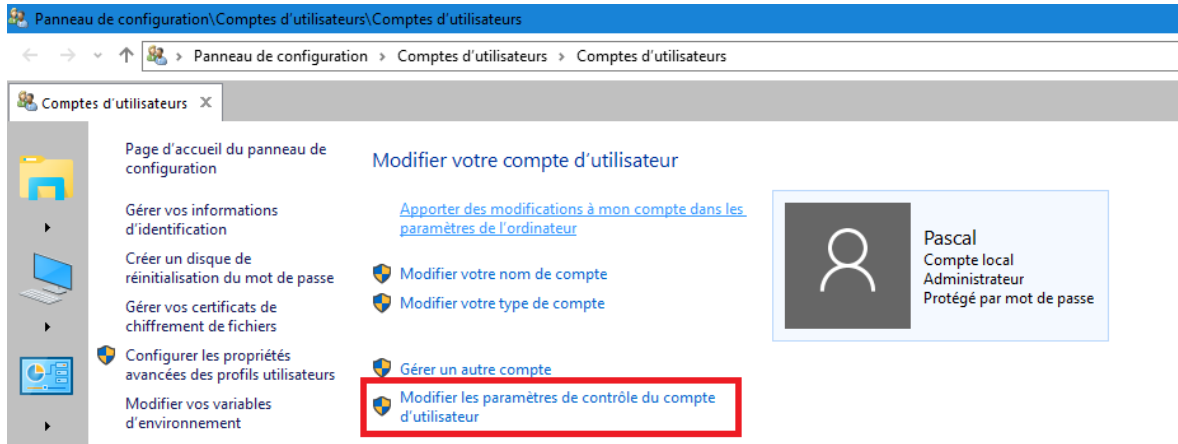 Panneau de configuration\Comptes d'utilisateurs\Comptes d'utilisateurs
Panneau de configuration > Comptes d'utilisateurs > Comptes d'utilisateurs
Comptes d'utilisateurs X
Page d'accueil du panneau de
configuration
Gérer vos informations
d'identification
Créer un disque de
réinitialisation du mot de passe
Gérer vos certificats de
chiffrement de fichiers
Configurer les propriétés
avancées des profils utilisateurs
Modifier vos variables
d'environnement
Modifier votre compte d'utilisateur
Apporter des modifications à mon compte dans les
paramètres de l'ordinateur
Modifier votre nom de compte
Modifier votre type de compte
Gérer un autre compte
Modifier les paramètres de contrôle du compte
d'utilisateur
Pascal
Compte local
Administrateur
Protégé par mot de passe